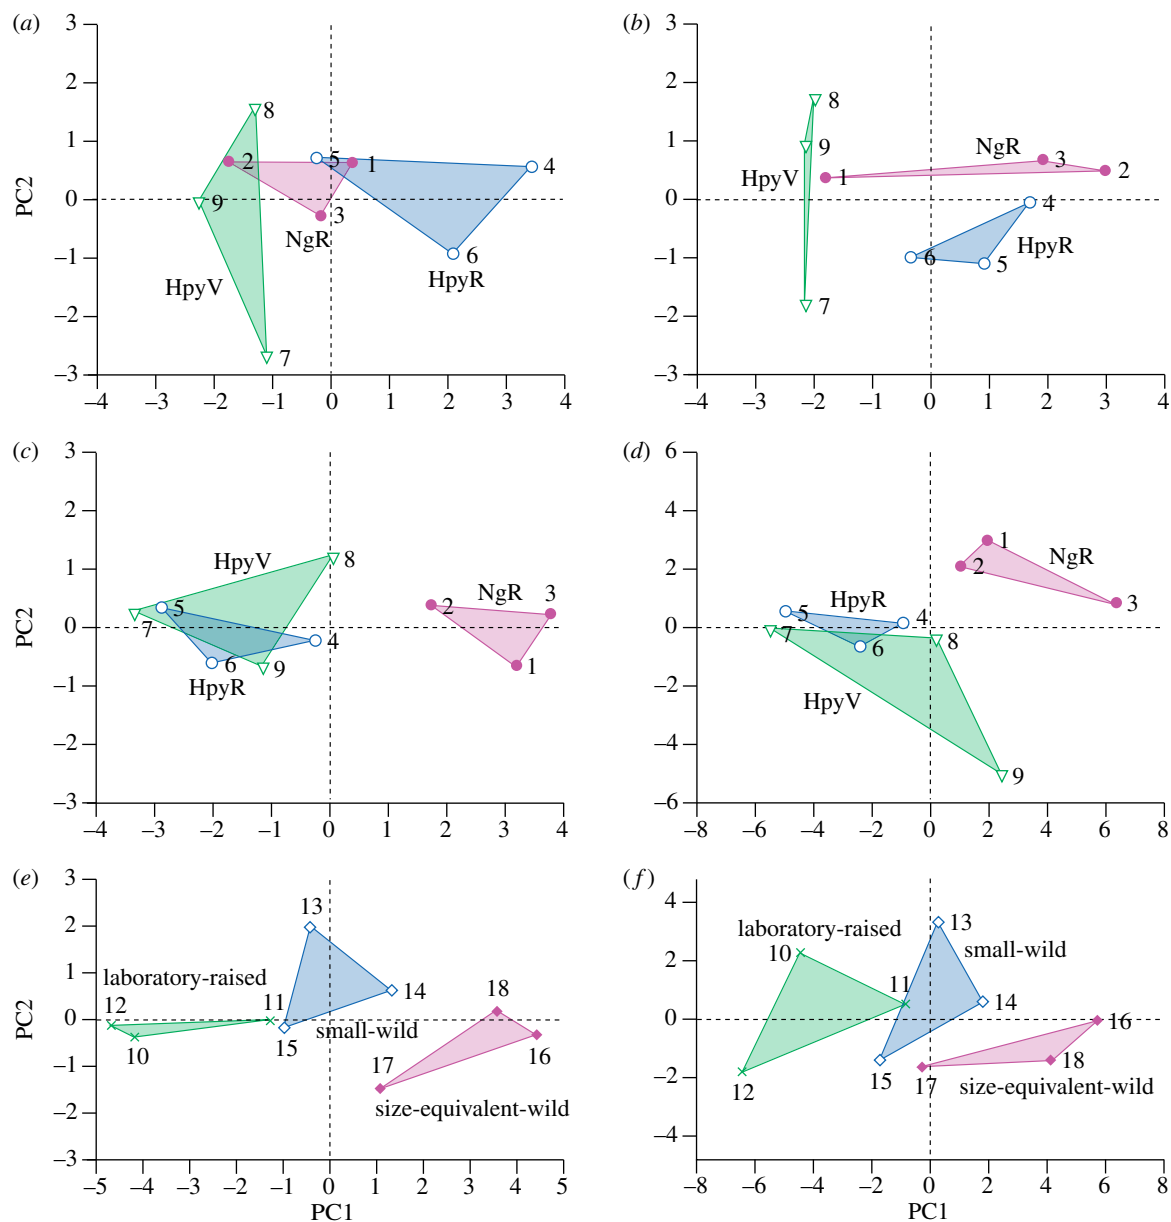 (a)
3
2
1
0
–1
–2
–3
PC2
8
2
5
1
4
9
3
NgR
6
HpyR
HpyV
7
–4 –3 –2 –1 0 1 2 3 4
(b)
3
2
1
0
–1
–2
–3
8
9
NgR
3
2
HpyV
1
4
6
HpyR
5
7
–4 –2 0 2 4 6 8
(c)
3
2
1
0
–1
–2
–3
PC2
HpyV
8
NgR
3
5
2
7
4
6
9
1
HpyR
–4 –3 –2 –1 0 1 2 3 4
(d)
6
4
2
0
–2
–4
–6
1
NgR
2
3
HpyR
5
4
7
8
6
HpyV
9
–8 –6 –4 –2 0 2 4 6 8
(e)
3
2
1
0
–1
–2
–3
PC2
13
laboratory-raised
12
11
14
18
10
15
small-wild
16
17
size-equivalent-wild
–5 –4 –3 –2 –1 0 1 2 3 4 5
PC1
(f)
4
2
0
–2
–4
13
laboratory-raised
10
small-wild
11
14
16
15
17
18
12
size-equivalent-wild
–8 –6 –4 –2 0 2 4 6 8
PC1